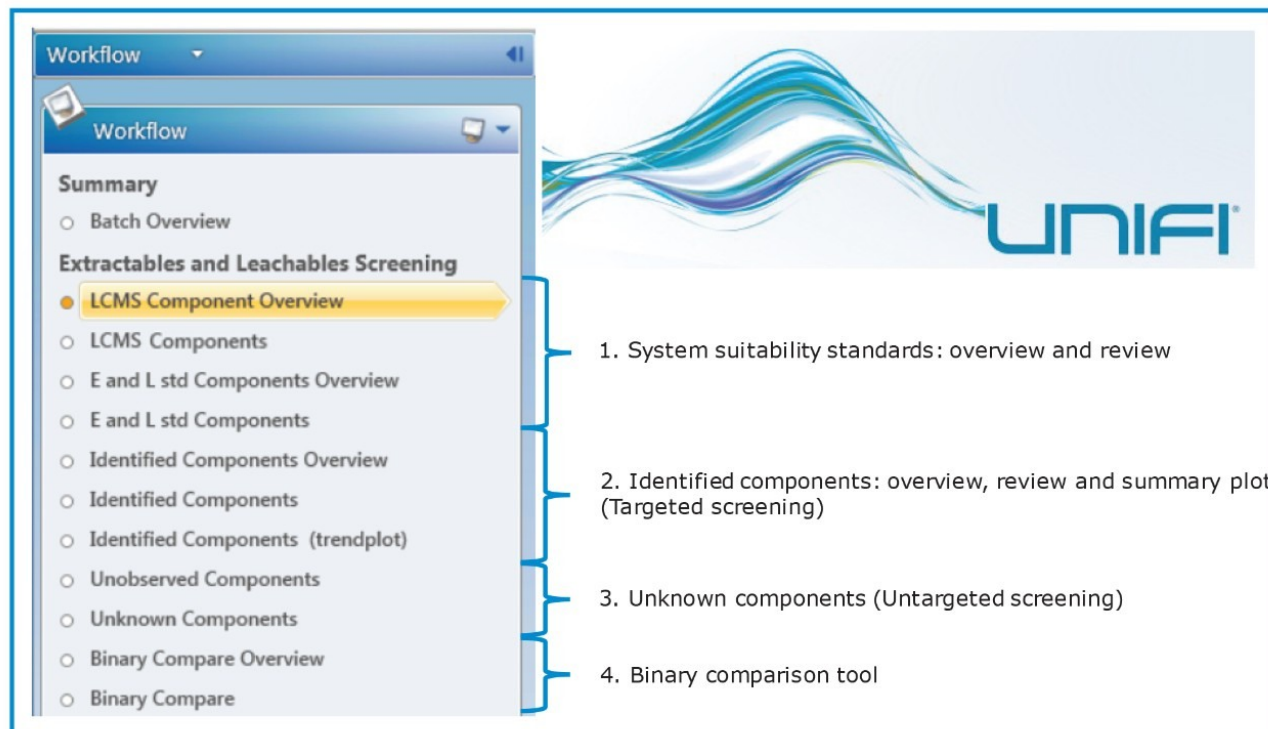 Workflow
Workflow
Summary
Batch Overview
Extractables and Leachables Screening
LCMS Component Overview
LCMS Components
E and L std Components Overview
E and L std Components
Identified Components Overview
Identified Components
Identified Components (trendplot)
Unobserved Components
Unknown Components
Binary Compare Overview
Binary Compare
UNIFI
1. System suitability standards: overview and review
2. Identified components: overview, review and summary plot
(Targeted screening)
3. Unknown components (Untargeted screening)
4. Binary comparison tool